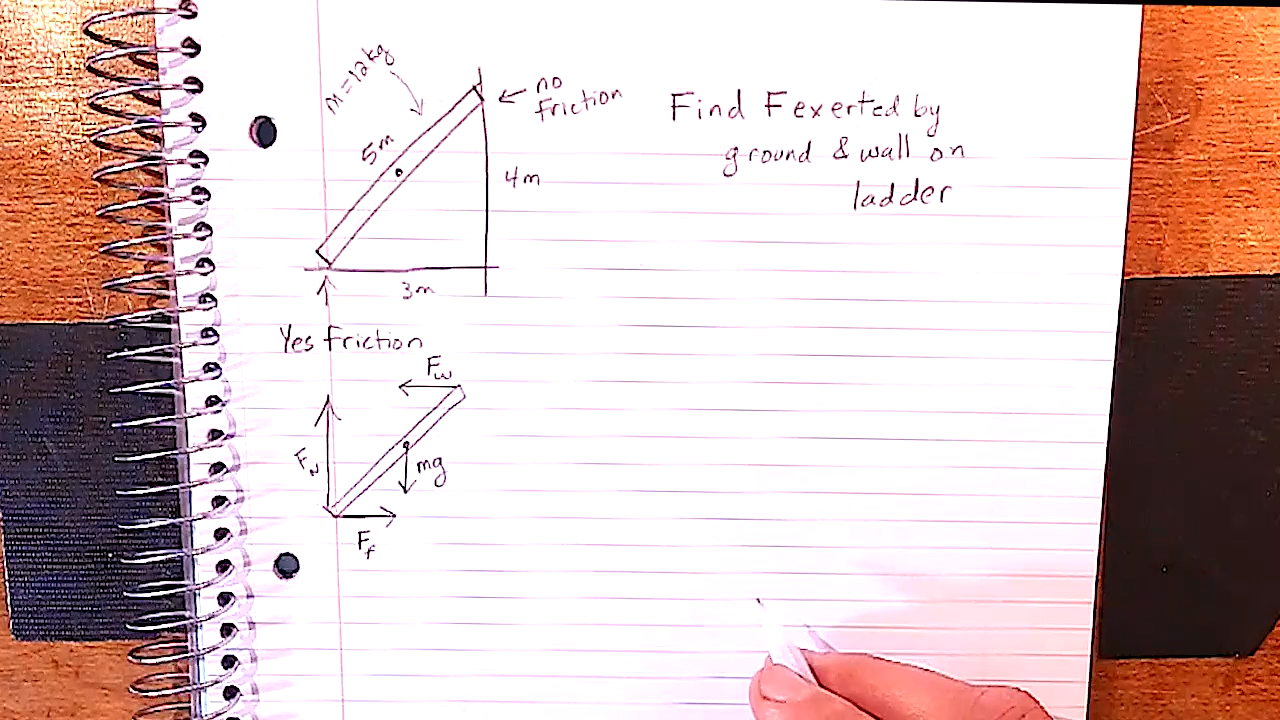 m=12kg
no
friction
Find F exerted by
ground & wall on
ladder
5m
4m
3m
Yes friction
Fw
FN
mg
Ff